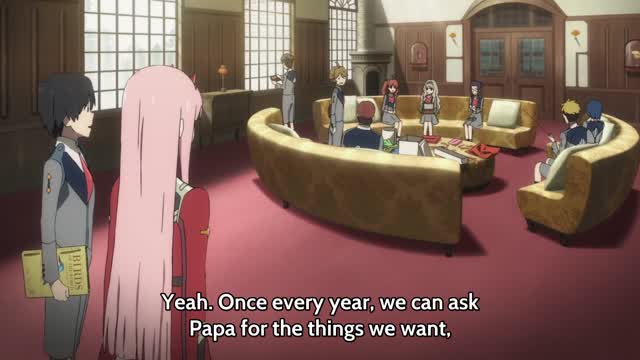 BIRDS
Yeah. Once every year, we can ask
Papa for the things we want,